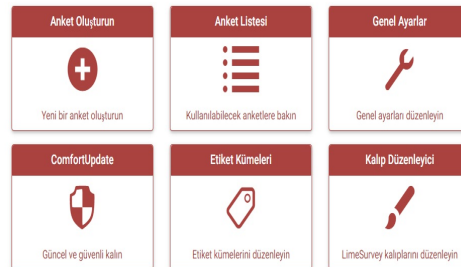 Anket Oluşturun
Anket Listesi
Genel Ayarlar
Yeni bir anket oluşturun
Kullanılabilecek anketlere bakın
Genel ayarları düzenleyin
ComfortUpdate
Etiket Kümeleri
Kalıp Düzenleyici
Güncel ve güvenli kalın
Etiket kümelerini düzenleyin
LimeSurvey kalıplarını düzenleyin